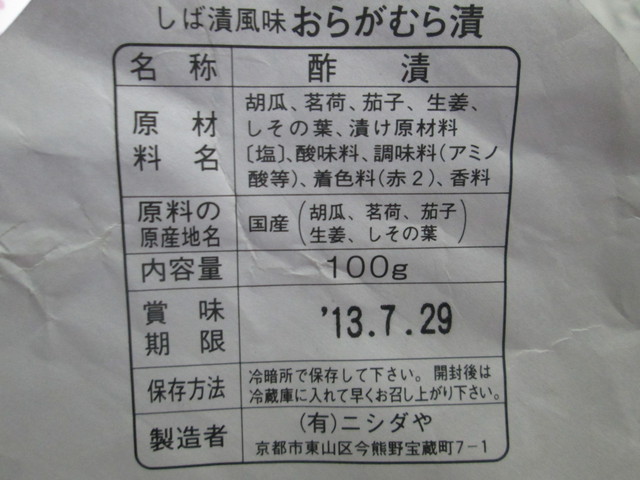 しば漬風味おらがむら漬
名称 酢漬
原材料名 胡瓜、茗荷、茄子、生姜、
しその葉、漬け原材料
〔塩〕、酸味料、調味料(アミノ
酸等)、着色料(赤2)、香料
原料の原産地名 国産(胡瓜、茗荷、茄子
生姜、しその葉)
内容量 100g
賞味期限 '13.7.29
保存方法 冷暗所で保存して下さい。開封後は
冷蔵庫に入れて早くお召し上がり下さい。
製造者 (有)ニシダや
京都市東山区今熊野宝蔵町7-1